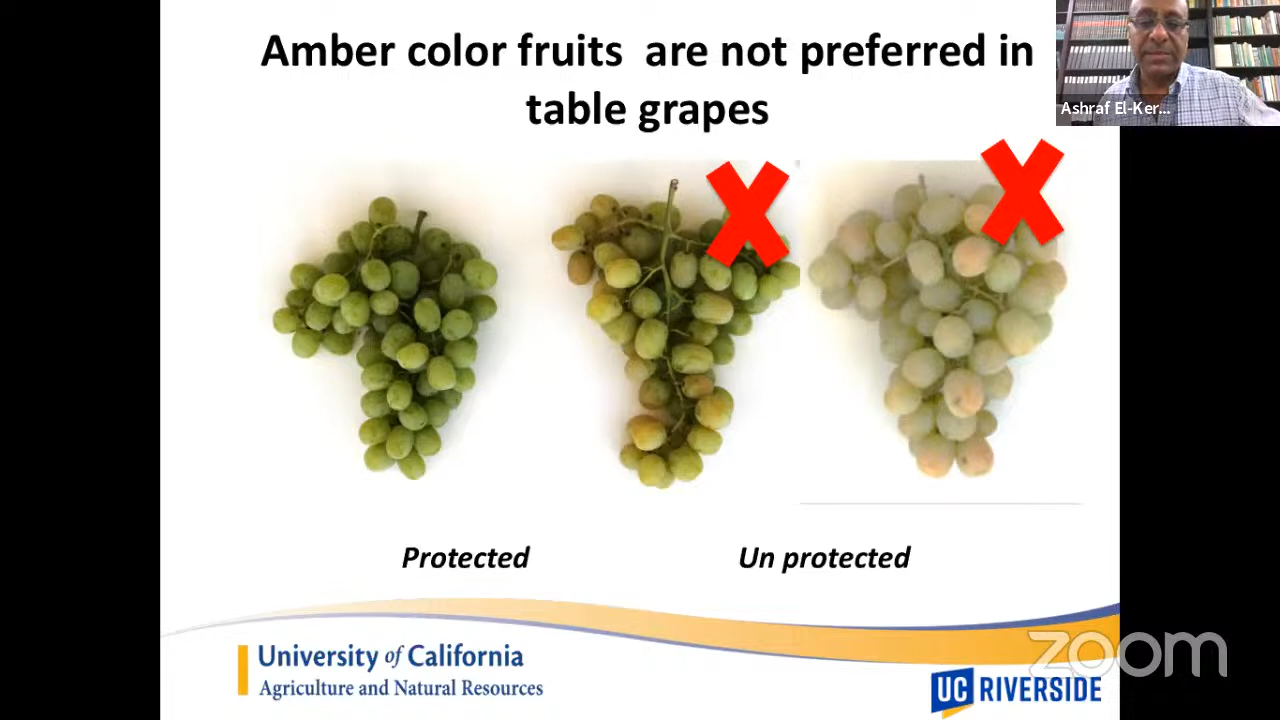 Amber color fruits  are not preferred in
table grapes
Ashraf El-Ker...
Protected
Un protected
University of California
Agriculture and Natural Resources
zoom
UC RIVERSIDE